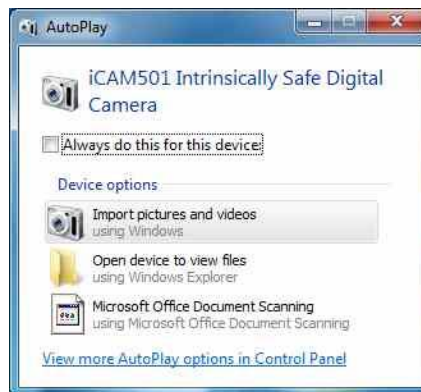 AutoPlay
iCAM501 Intrinsically Safe Digital
Camera
Always do this for this device:
Device options
Import pictures and videos
using Windows
Open device to view files
using Windows Explorer
Microsoft Office Document Scanning
using Microsoft Office Document Scanning
View more AutoPlay options in Control Panel